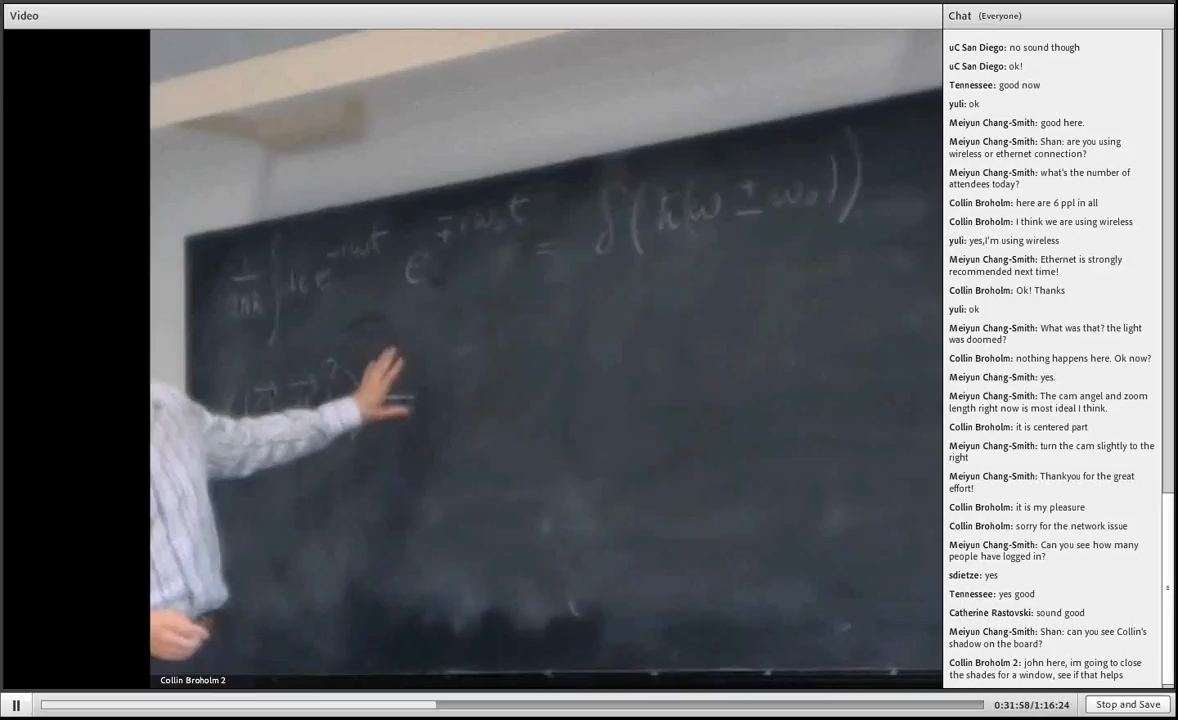 Video
Chat (Everyone)
uC San Diego: no sound though
uC San Diego: ok!
Tennessee: good now
yuli: ok
Meiyun Chang-Smith: good here.
Meiyun Chang-Smith: Shan: are you using
wireless or ethernet connection?
Meiyun Chang-Smith: what's the number of
attendees today?
Collin Broholm: here are 6 ppl in all
Collin Broholm: I think we are using wireless
yuli: yes,I'm using wireless
Meiyun Chang-Smith: Ethernet is strongly
recommended next time!
Collin Broholm: Ok! Thanks
yuli: ok
Meiyun Chang-Smith: What was that? the light
was doomed?
Collin Broholm: nothing happens here. Ok now?
Meiyun Chang-Smith: yes.
Meiyun Chang-Smith: The cam angel and zoom
length right now is most ideal I think.
Collin Broholm: it is centered part
Meiyun Chang-Smith: turn the cam slightly to the
right
Meiyun Chang-Smith: Thankyou for the great
effort!
Collin Broholm: it is my pleasure
Collin Broholm: sorry for the network issue
Meiyun Chang-Smith: Can you see how many
people have logged in?
sdietze: yes
Tennessee: yes good
Catherine Rastovski: sound good
Meiyun Chang-Smith: Shan: can you see Collin's
shadow on the board?
Collin Broholm 2: john here, im going to close
the shades for a window, see if that helps
= δ(ħ(ω ± ω₀))
Collin Broholm 2
0:31:58/1:16:24
Stop and Save